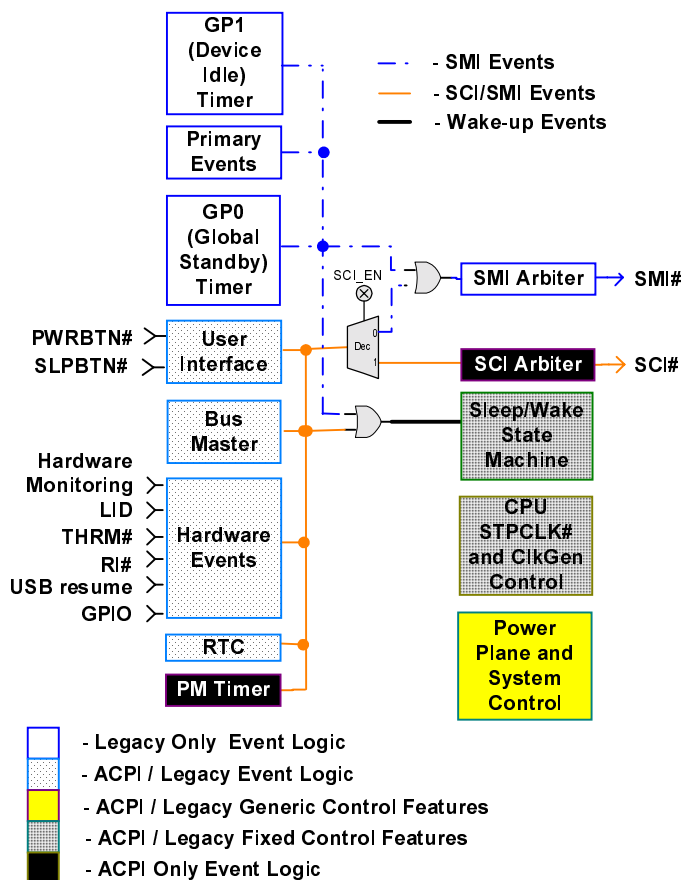 GP1
(Device
Idle)
Timer
- SMI Events
- SCI/SMI Events
- Wake-up Events
Primary
Events
GP0
(Global
Standby)
Timer
SCI_EN
SMI Arbiter
SMI#
PWRBTN#
SLPBTN#
User
Interface
0
Dec
1
SCI Arbiter
SCI#
Bus
Master
Sleep/Wake
State
Machine
Hardware
Monitoring
LID
THRM#
RI#
USB resume
GPIO
Hardware
Events
CPU
STPCLK#
and ClkGen
Control
RTC
PM Timer
Power
Plane and
System
Control
- Legacy Only Event Logic
- ACPI / Legacy Event Logic
- ACPI / Legacy Generic Control Features
- ACPI / Legacy Fixed Control Features
- ACPI Only Event Logic